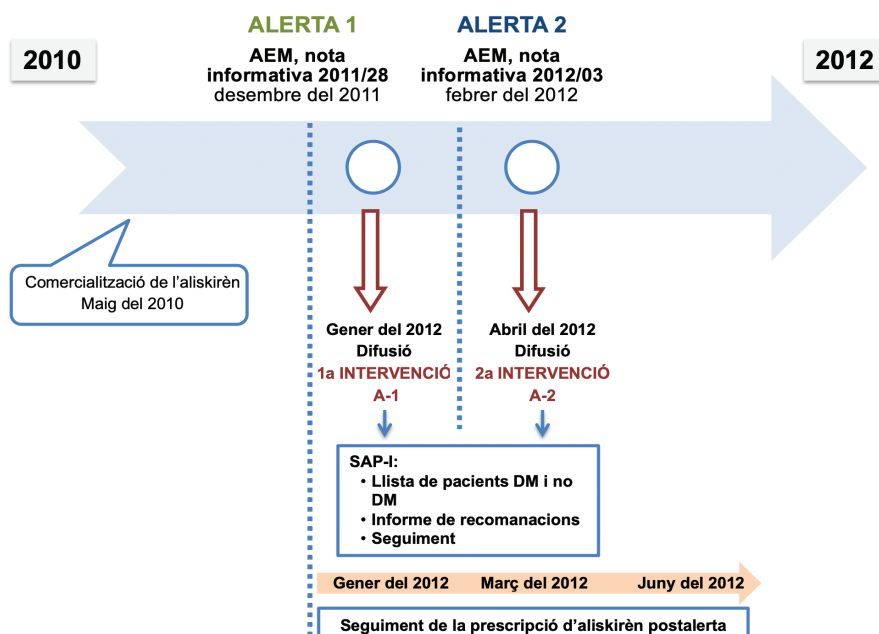 2010
ALERTA 1
AEM, nota
informativa 2011/28
desembre del 2011
ALERTA 2
AEM, nota
informativa 2012/03
febrer del 2012
2012
Comercialització de l’aliskirèn
Maig del 2010
Gener del 2012
Difusió
1a INTERVENCIÓ
A-1
Abril del 2012
Difusió
2a INTERVENCIÓ
A-2
SAP-I:
• Llista de pacients DM i no
DM
• Informe de recomanacions
• Seguiment
Gener del 2012 Març del 2012 Juny del 2012
Seguiment de la prescripció d’aliskirèn postalerta